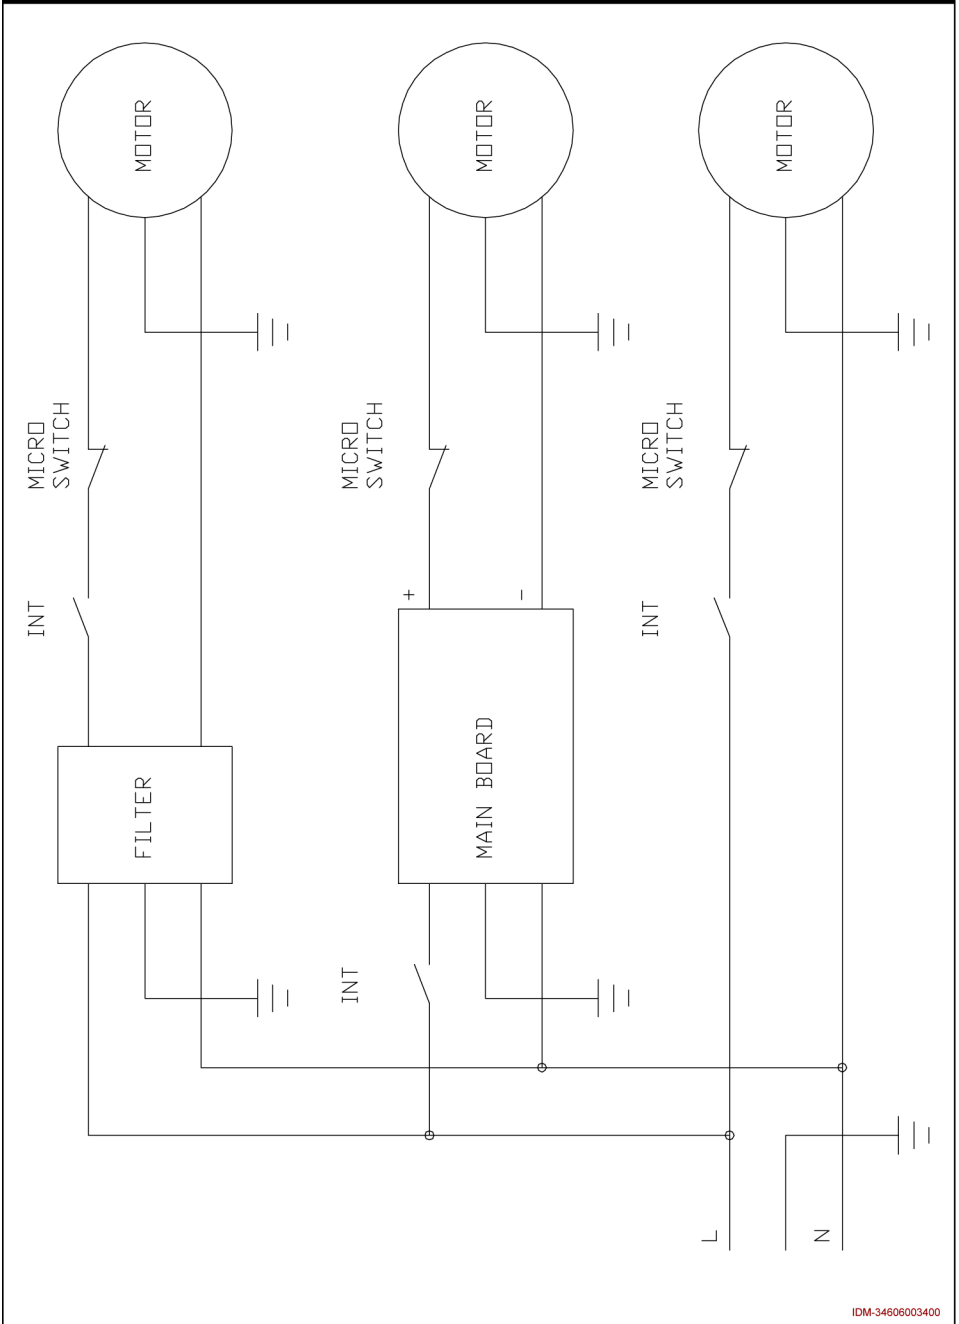 MOTOR
MOTOR
MOTOR
MICRO
SWITCH
MICRO
SWITCH
MICRO
SWITCH
INT
+
-
INT
FILTER
MAIN BOARD
INT
L
N
IDM-34606003400